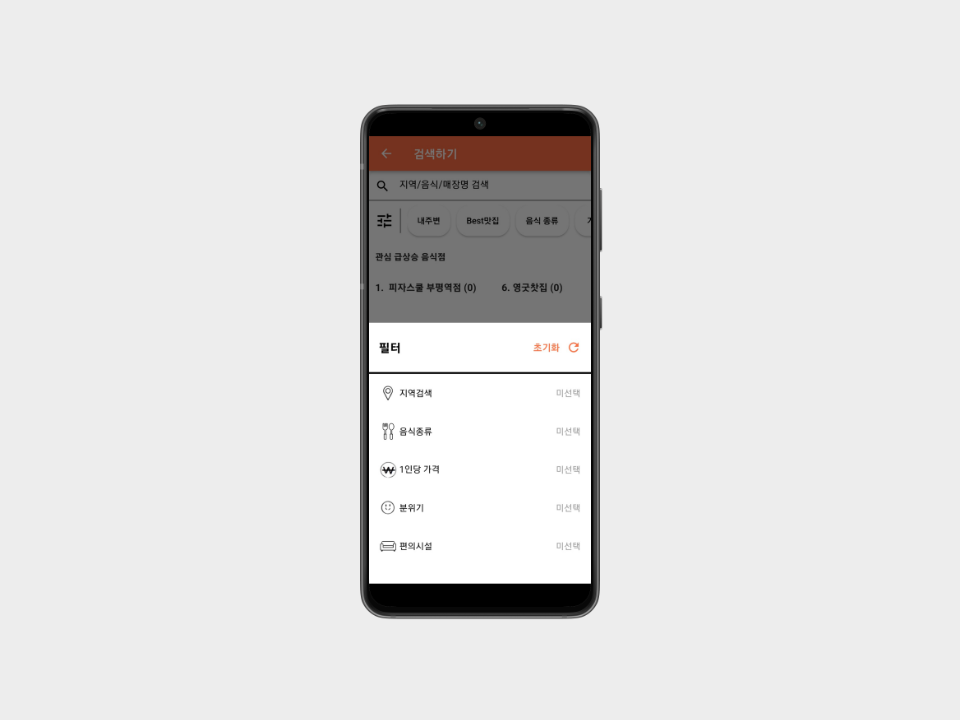 검색하기
지역/음식/매장명 검색
내주변 Best맛집 음식 종류
관심 급상승 음식점
1. 피자스쿨 부평역점 (0) 6. 영굿찻집 (0)
필터 초기화
지역검색 미선택
음식종류 미선택
1인당 가격 미선택
분위기 미선택
편의시설 미선택